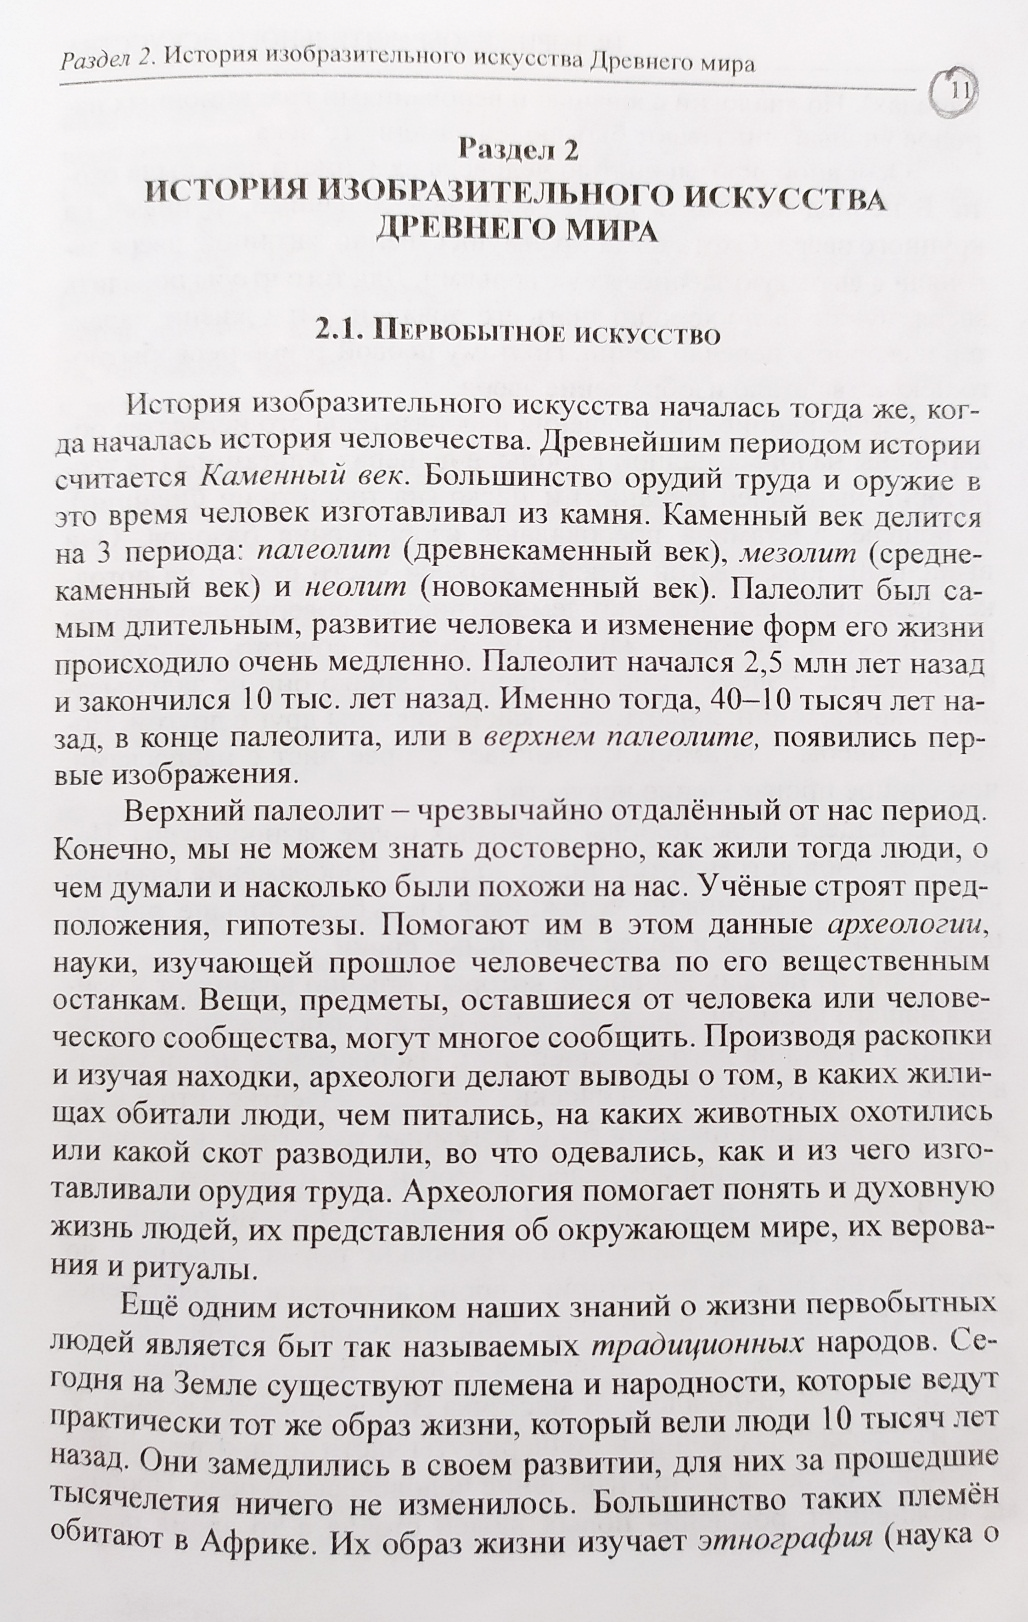 Раздел 2. История изобразительного искусства Древнего мира
11
Раздел 2
ИСТОРИЯ ИЗОБРАЗИТЕЛЬНОГО ИСКУССТВА
ДРЕВНЕГО МИРА
2.1. ПЕРВОБЫТНОЕ ИСКУССТВО
История изобразительного искусства началась тогда же, ког-
да началась история человечества. Древнейшим периодом истории
считается Каменный век. Большинство орудий труда и оружие в
это время человек изготавливал из камня. Каменный век делится
на 3 периода: палеолит (древнекаменный век), мезолит (средне-
каменный век) и неолит (новокаменный век). Палеолит был са-
мым длительным, развитие человека и изменение форм его жизни
происходило очень медленно. Палеолит начался 2,5 млн лет назад
и закончился 10 тыс. лет назад. Именно тогда, 40–10 тысяч лет на-
зад, в конце палеолита, или в верхнем палеолите, появились пер-
вые изображения.
Верхний палеолит – чрезвычайно отдалённый от нас период.
Конечно, мы не можем знать достоверно, как жили тогда люди, о
чем думали и насколько были похожи на нас. Учёные строят пред-
положения, гипотезы. Помогают им в этом данные археологии,
науки, изучающей прошлое человечества по его вещественным
останкам. Вещи, предметы, оставшиеся от человека или челове-
ческого сообщества, могут многое сообщить. Производя раскопки
и изучая находки, археологи делают выводы о том, в каких жили-
щах обитали люди, чем питались, на каких животных охотились
или какой скот разводили, во что одевались, как и из чего изго-
тавливали орудия труда. Археология помогает понять и духовную
жизнь людей, их представления об окружающем мире, их верова-
ния и ритуалы.
Ещё одним источником наших знаний о жизни первобытных
людей является быт так называемых традиционных народов. Се-
годня на Земле существуют племена и народности, которые ведут
практически тот же образ жизни, который вели люди 10 тысяч лет
назад. Они замедлились в своем развитии, для них за прошедшие
тысячелетия ничего не изменилось. Большинство таких племён
обитают в Африке. Их образ жизни изучает этнография (наука о